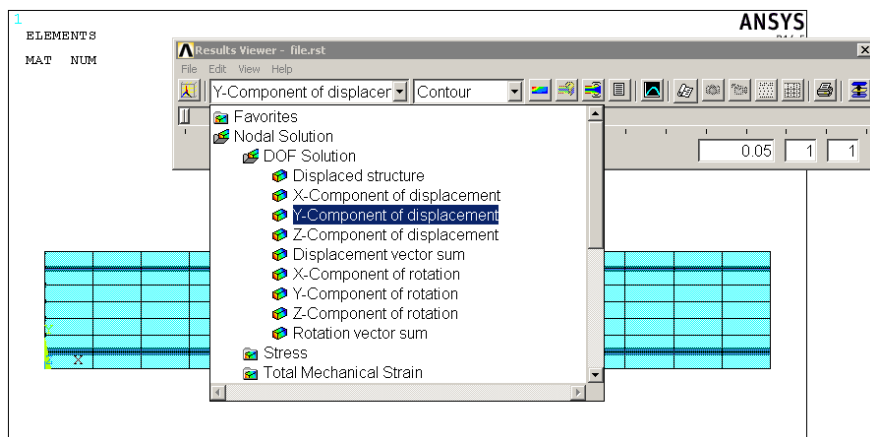 1
ELEMENTS
MAT NUM
ANSYS
Results Viewer - file.rst
File Edit View Help
Y-Component of displacer Contour
Favorites
Nodal Solution
DOF Solution
Displaced structure
X-Component of displacement
Y-Component of displacement
Z-Component of displacement
Displacement vector sum
X-Component of rotation
Y-Component of rotation
Z-Component of rotation
Rotation vector sum
Stress
Total Mechanical Strain
0.05 1 1
X